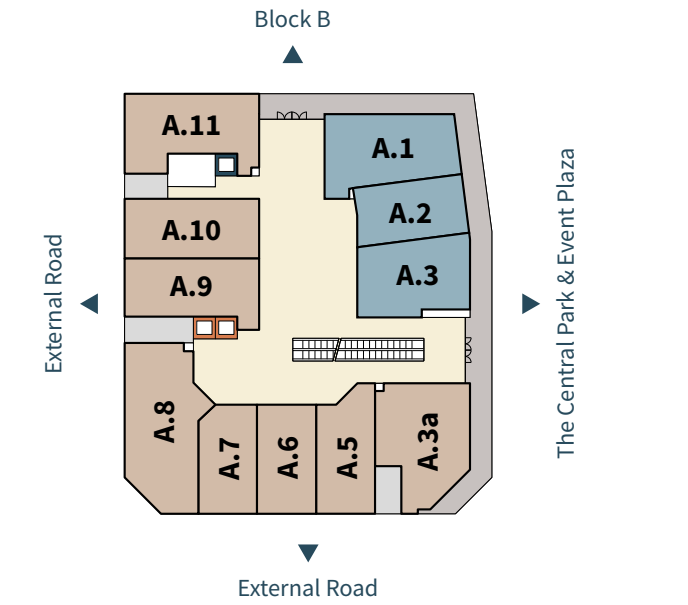 Block B
A.11
A.1
A.2
A.10
A.3
A.9
External Road
The Central Park & Event Plaza
A.8
A.7
A.6
A.5
A.3a
External Road